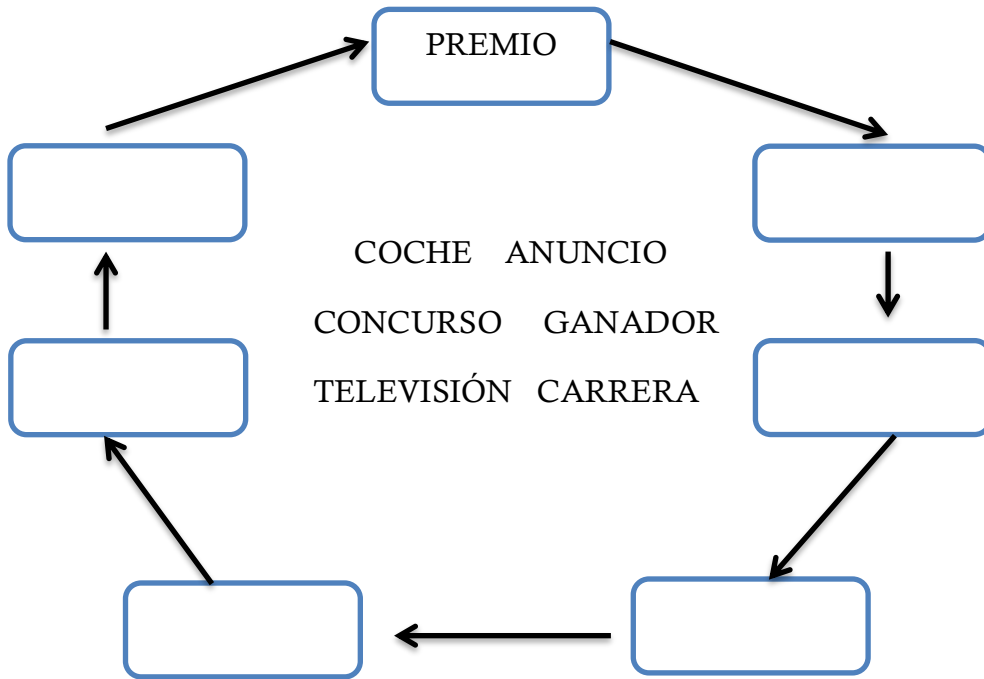 PREMIO
COCHE ANUNCIO
CONCURSO GANADOR
TELEVISIÓN CARRERA